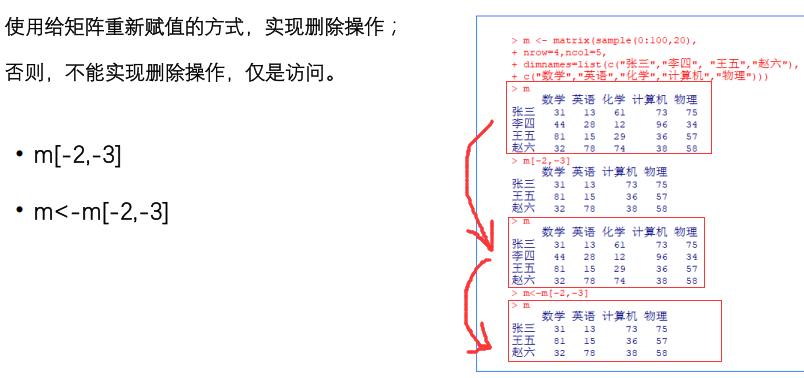 使用给矩阵重新赋值的方式，实现删除操作；
否则，不能实现删除操作，仅是访问。
• m[-2,-3]
• m<-m[-2,-3]
> m <- matrix(sample(0:100,20),
+ nrow=4,ncol=5,
+ dimnames=list(c("张三","李四", "王五","赵六"),
+ c("数学","英语","化学","计算机","物理")))
> m
数学 英语 化学 计算机 物理
张三 31 13 61 73 75
李四 44 28 12 96 34
王五 81 15 29 36 57
赵六 32 78 74 38 58
> m[-2,-3]
数学 英语 计算机 物理
张三 31 13 73 75
王五 81 15 36 57
赵六 32 78 38 58
> m
数学 英语 化学 计算机 物理
张三 31 13 61 73 75
李四 44 28 12 96 34
王五 81 15 29 36 57
赵六 32 78 74 38 58
> m<-m[-2,-3]
> m
数学 英语 计算机 物理
张三 31 13 73 75
王五 81 15 36 57
赵六 32 78 38 58